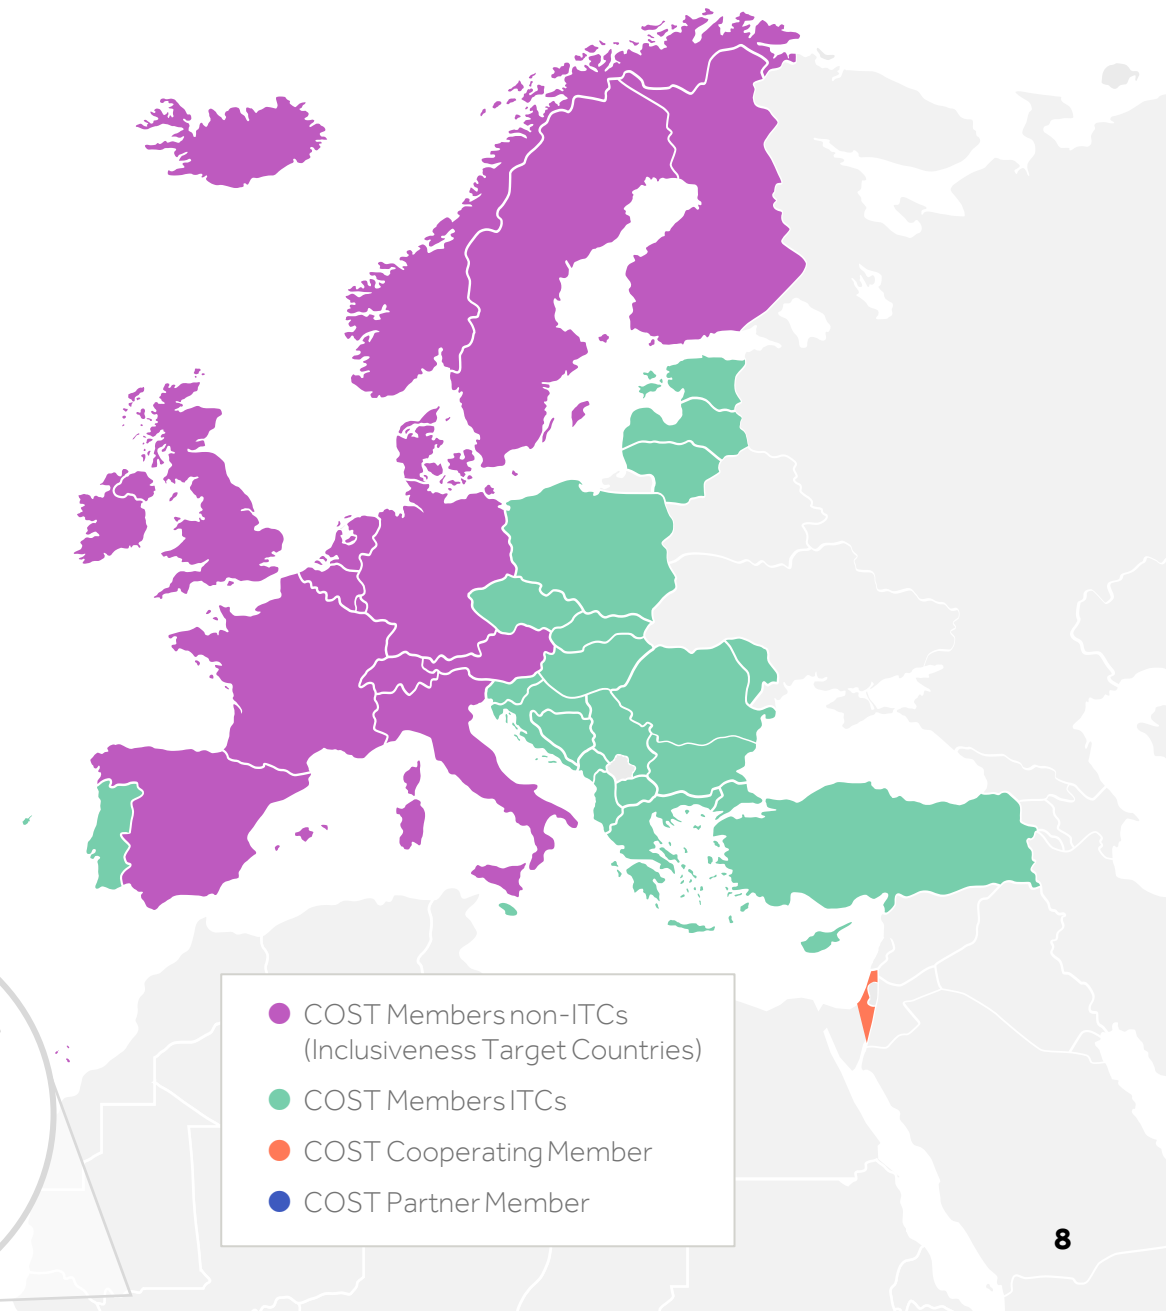 COST Members non-ITCs
(Inclusiveness Target Countries)
COST Members ITCs
COST Cooperating Member
COST Partner Member
8